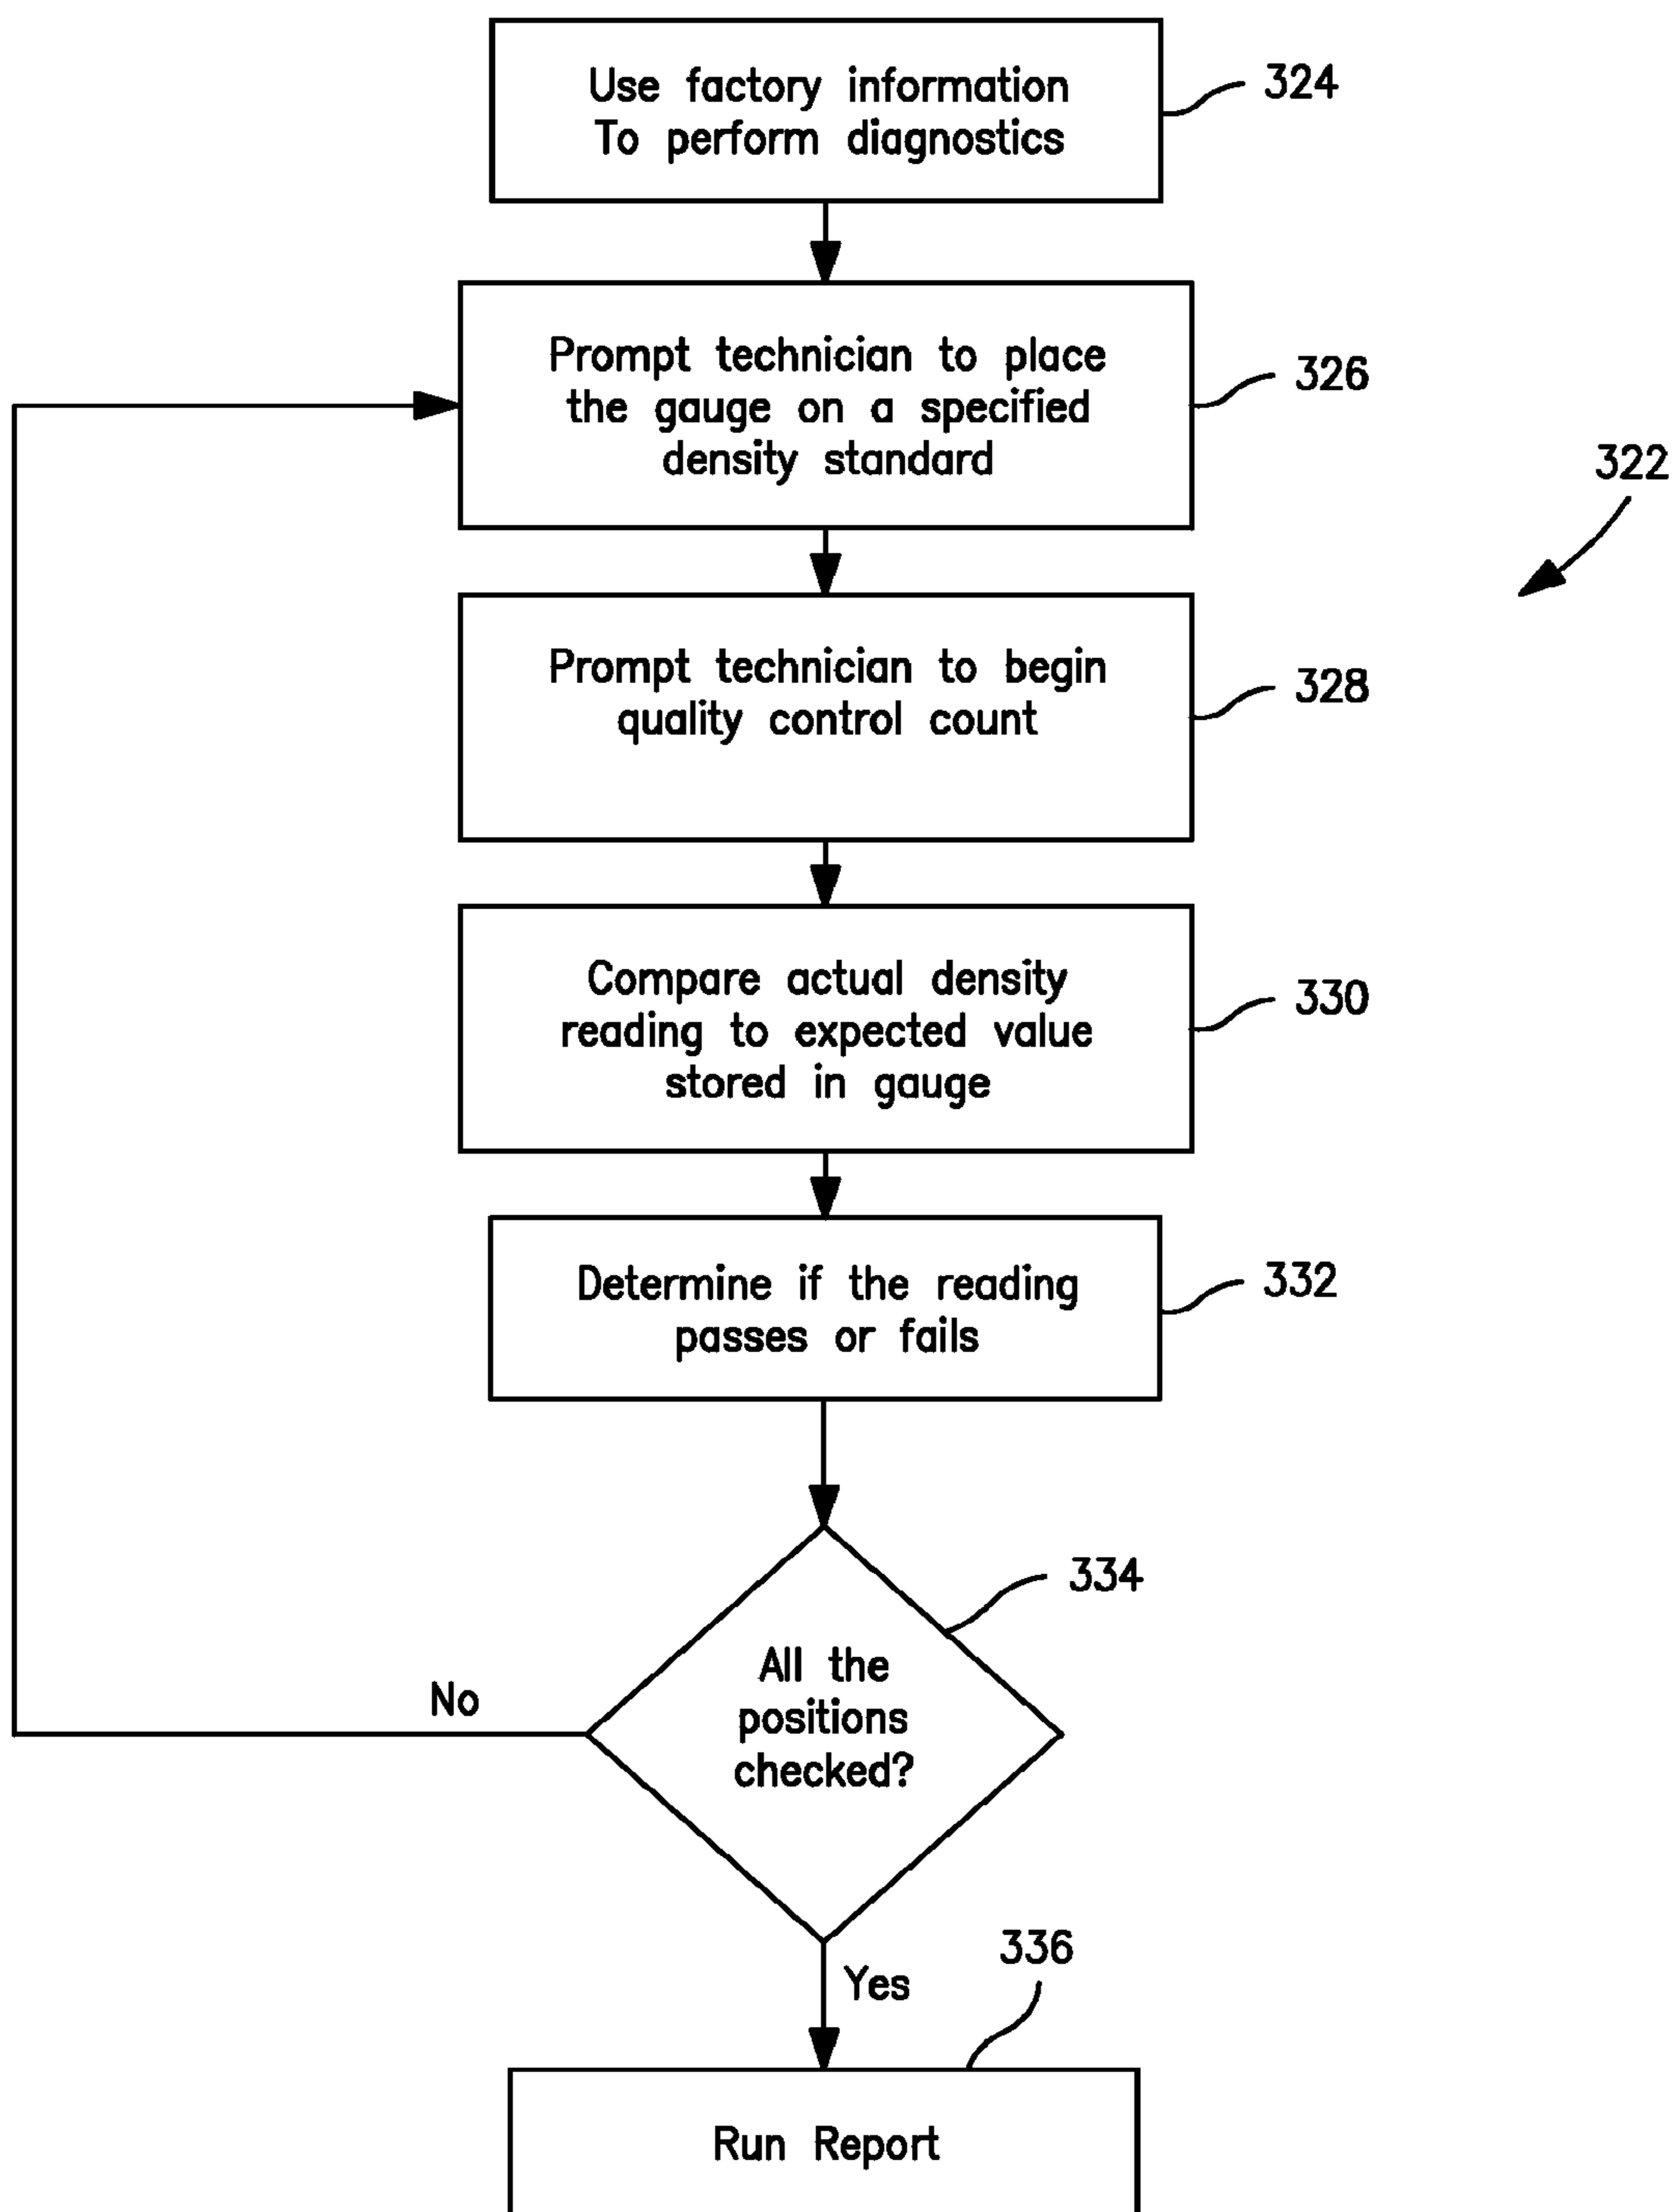 Use factory information
To perform diagnostics
324
Prompt technician to place
the gauge on a specified
density standard
326
322
Prompt technician to begin
quality control count
328
Compare actual density
reading to expected value
stored in gauge
330
Determine if the reading
passes or fails
332
334
All the
positions
checked?
No
336
Yes
Run Report